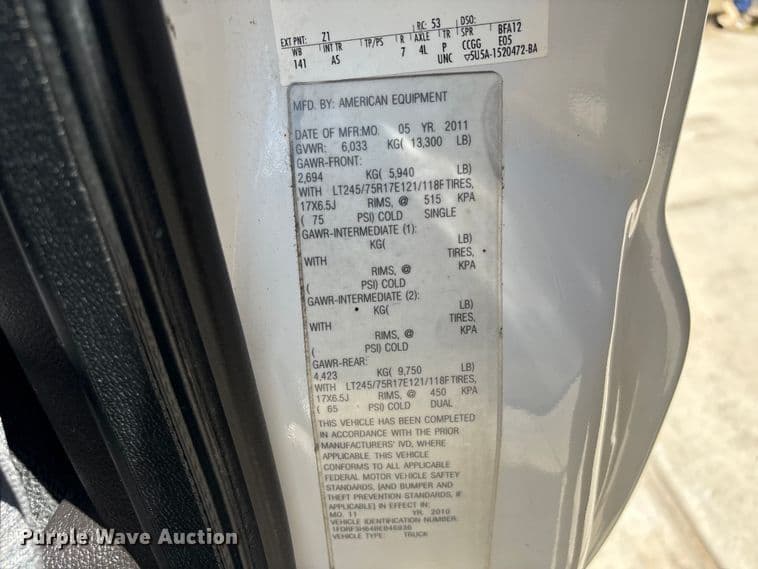 RC: 53 DSO:
EXT PNT: Z1
WB INT TR TP/PS R AXLE TR SPR BFA12
141 AS 7 4L P CCGG E05
UNC ▽5U5A-1520472-BA
MFD. BY: AMERICAN EQUIPMENT
DATE OF MFR:MO. 05 YR. 2011
GVWR: 6,033 KG( 13,300 LB)
GAWR-FRONT:
2,694 KG( 5,940 LB)
WITH LT245/75R17E121/118F TIRES,
17X6.5J RIMS, @ 515 KPA
( 75 PSI) COLD SINGLE
GAWR-INTERMEDIATE (1):
KG( LB)
WITH TIRES,
RIMS, @ KPA
( PSI) COLD
GAWR-INTERMEDIATE (2):
KG( LB)
WITH TIRES,
RIMS, @ KPA
( PSI) COLD
GAWR-REAR:
4,423 KG( 9,750 LB)
WITH LT245/75R17E121/118F TIRES,
17X6.5J RIMS, @ 450 KPA
( 65 PSI) COLD DUAL
THIS VEHICLE HAS BEEN COMPLETED
IN ACCORDANCE WITH THE PRIOR
MANUFACTURERS' IVD, WHERE
APPLICABLE. THIS VEHICLE
CONFORMS TO ALL APPLICABLE
FEDERAL MOTOR VEHICLE SAFTEY
STANDARDS, [AND BUMPER AND
THEFT PREVENTION STANDARDS, IF
APPLICABLE] IN EFFECT IN:
MO. 11 YR. 2010
VEHICLE IDENTIFICATION NUMBER:
VEHICLE TYPE: TRUCK
Purple Wave Auction